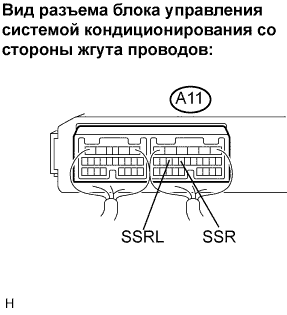 Вид разъема блока управления
системой кондиционирования со
стороны жгута проводов:
A11
SSRL SSR
H